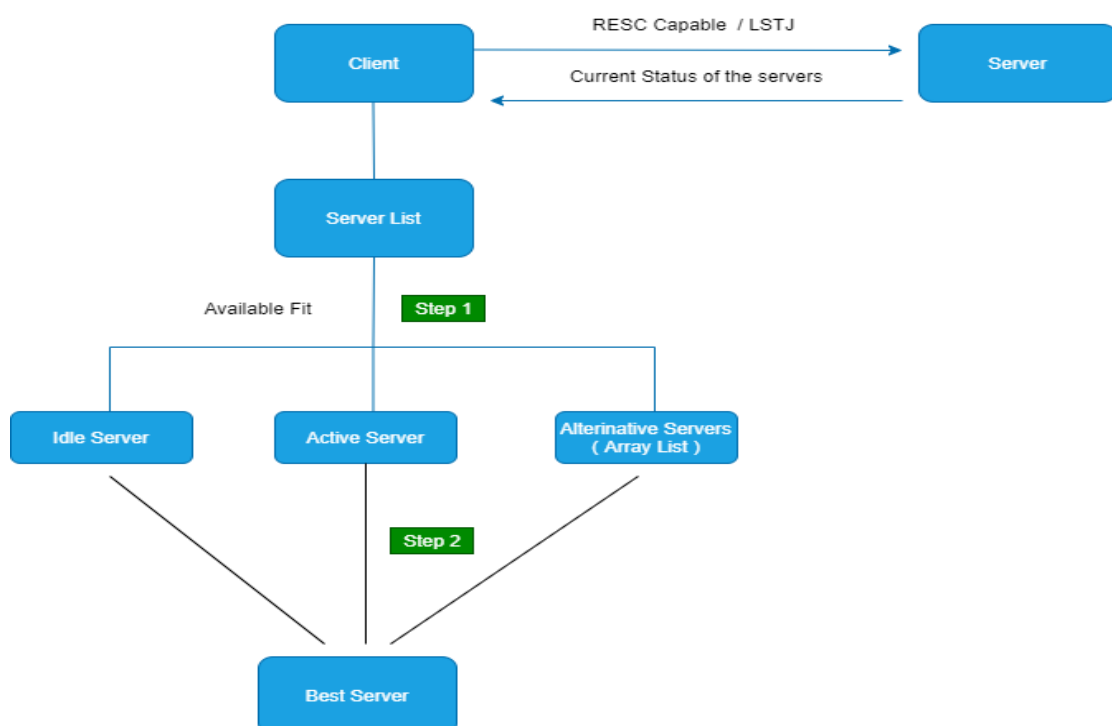 RESC Capable / LSTJ
Client
Server
Current Status of the servers
Server List
Available Fit
Step 1
Idle Server
Active Server
Alterinative Servers
( Array List )
Step 2
Best Server